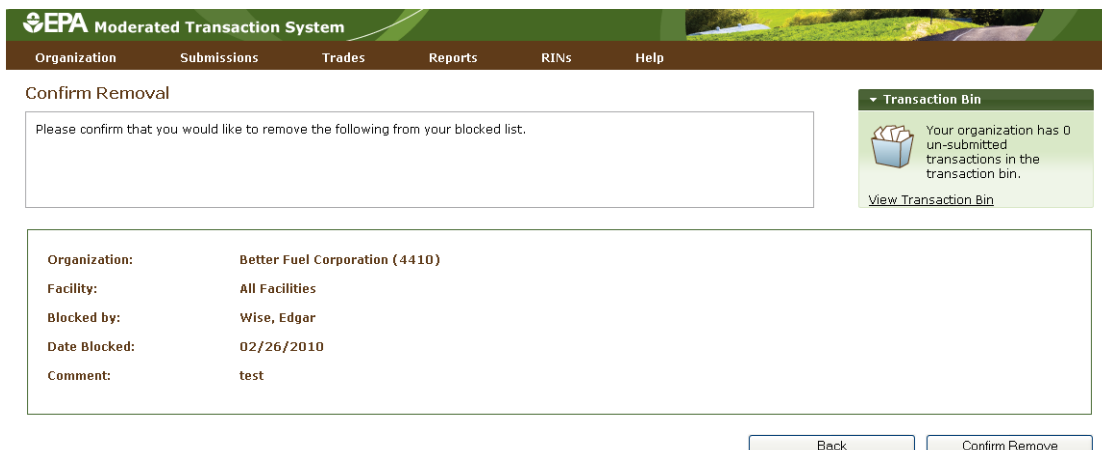 EPA Moderated Transaction System
Organization Submissions Trades Reports RINs Help
Confirm Removal
Please confirm that you would like to remove the following from your blocked list.
Transaction Bin
Your organization has 0
un-submitted
transactions in the
transaction bin.
View Transaction Bin
Organization: Better Fuel Corporation (4410)
Facility: All Facilities
Blocked by: Wise, Edgar
Date Blocked: 02/26/2010
Comment: test
Back Confirm Remove